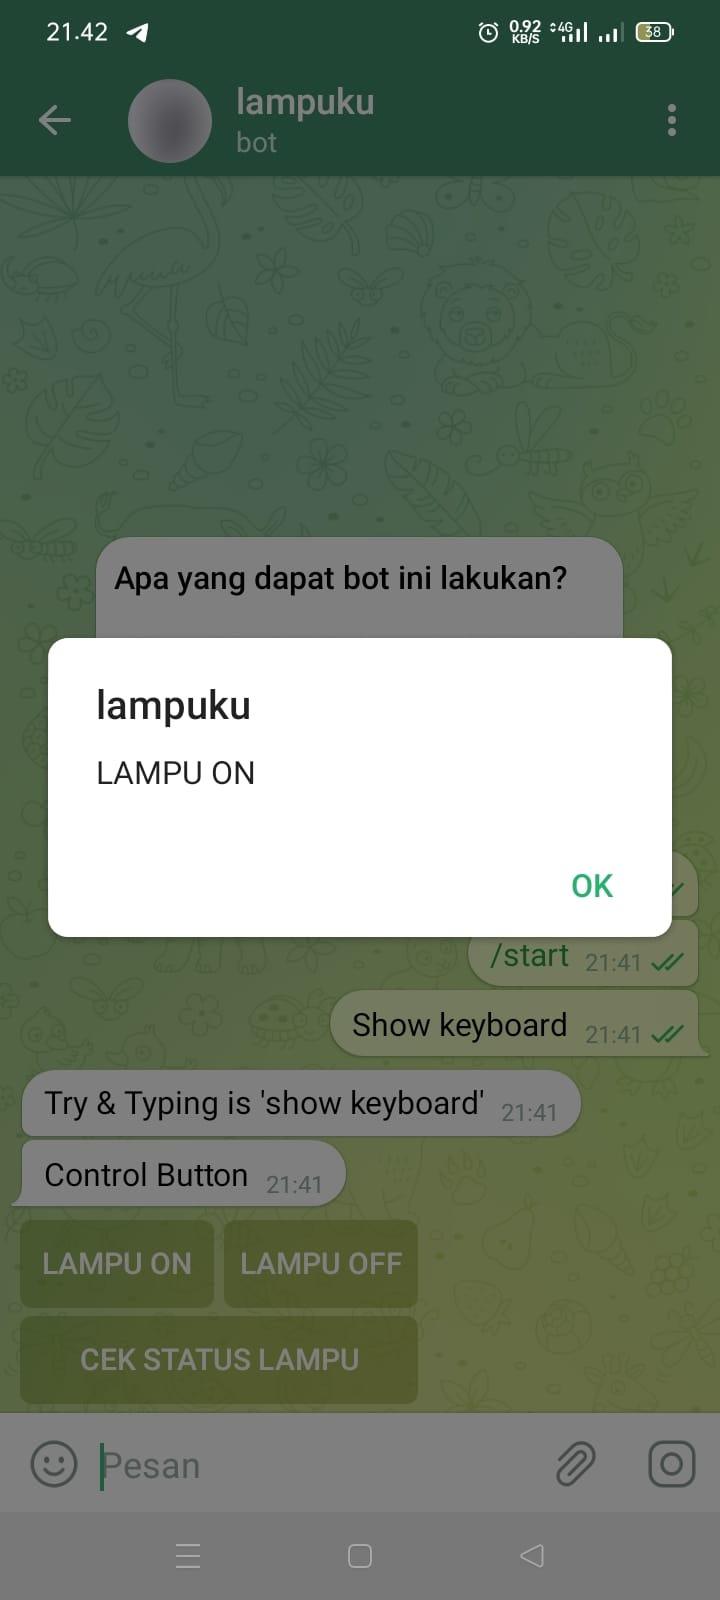 21.42
0.92
KB/S
4G
38
lampuku
bot
Apa yang dapat bot ini lakukan?
lampuku
LAMPU ON
OK
/start 21:41
Show keyboard 21:41
Try & Typing is 'show keyboard' 21:41
Control Button 21:41
LAMPU ON LAMPU OFF
CEK STATUS LAMPU
Pesan